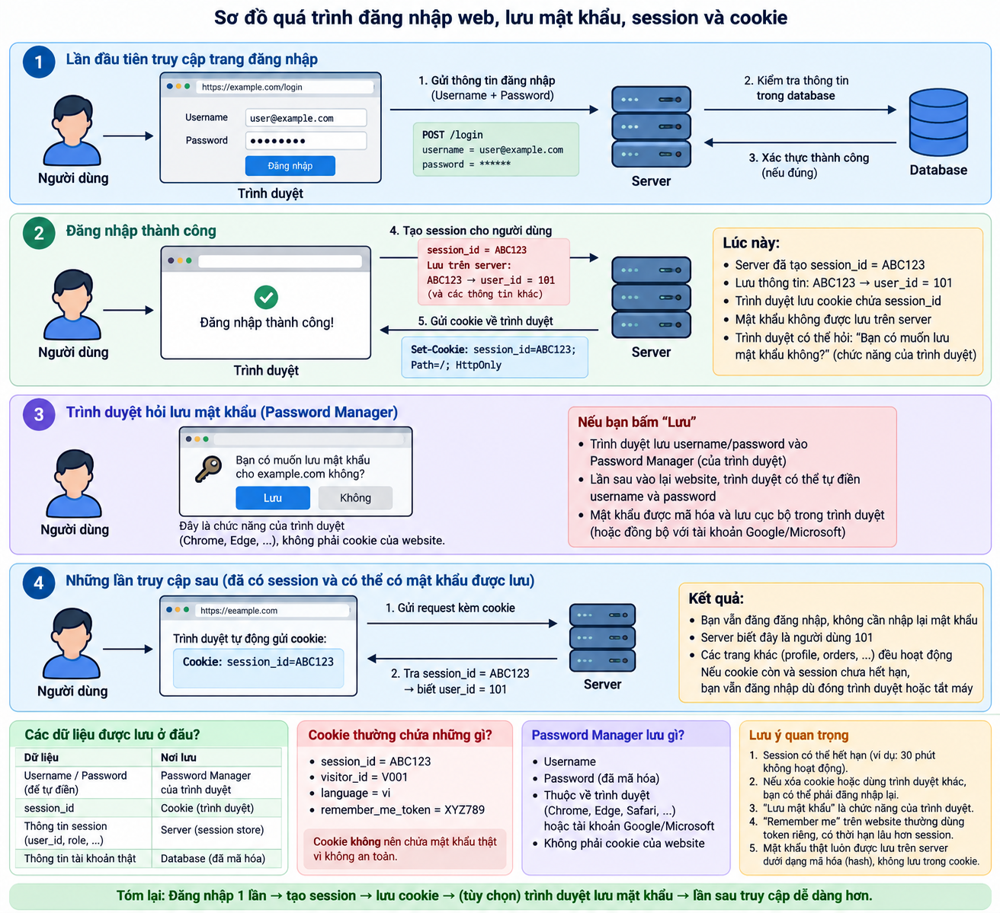 Sơ đồ quá trình đăng nhập web, lưu mật khẩu, session và cookie
1
Lần đầu tiên truy cập trang đăng nhập
Người dùng
https://example.com/login
Username
user@example.com
Password
●●●●●●●●
Đăng nhập
Trình duyệt
1. Gửi thông tin đăng nhập
(Username + Password)
POST /login
username = user@example.com
password = ******
Server
2. Kiểm tra thông tin
trong database
3. Xác thực thành công
(nếu đúng)
Database
2
Đăng nhập thành công
Người dùng
Đăng nhập thành công!
Trình duyệt
4. Tạo session cho người dùng
session_id = ABC123
Lưu trên server:
ABC123 → user_id = 101
(và các thông tin khác)
5. Gửi cookie về trình duyệt
Set-Cookie: session_id=ABC123;
Path=/; HttpOnly
Server
Lúc này:
• Server đã tạo session_id = ABC123
• Lưu thông tin: ABC123 → user_id = 101
• Trình duyệt lưu cookie chứa session_id
• Mật khẩu không được lưu trên server
• Trình duyệt có thể hỏi: “Bạn có muốn lưu
mật khẩu không?” (chức năng của trình duyệt)
3
Trình duyệt hỏi lưu mật khẩu (Password Manager)
Người dùng
Bạn có muốn lưu mật khẩu
cho example.com không?
Lưu
Không
Đây là chức năng của trình duyệt
(Chrome, Edge, ...), không phải cookie của website.
Nếu bạn bấm “Lưu”
• Trình duyệt lưu username/password vào
Password Manager (của trình duyệt)
• Lần sau vào lại website, trình duyệt có thể tự điền
username và password
• Mật khẩu được mã hóa và lưu cục bộ trong trình duyệt
(hoặc đồng bộ với tài khoản Google/Microsoft)
4
Những lần truy cập sau (đã có session và có thể có mật khẩu được lưu)
Người dùng
https://eeample.com
Trình duyệt tự động gửi cookie:
Cookie: session_id=ABC123
1. Gửi request kèm cookie
2. Tra session_id = ABC123
→ biết user_id = 101
Server
Kết quả:
• Bạn vẫn đăng đăng nhập, không cần nhập lại mật khẩu
• Server biết đây là người dùng 101
• Các trang khác (profile, orders, ...) đều hoạt động
Nếu cookie còn và session chưa hết hạn,
bạn vẫn đăng nhập dù đóng trình duyệt hoặc tắt máy
Các dữ liệu được lưu ở đâu?
Dữ liệu Nơi lưu
Username / Password Password Manager
(để tự điền) của trình duyệt
session_id Cookie (trình duyệt)
Thông tin session Server (session store)
(user_id, role, ...)
Thông tin tài khoản thật Database (đã mã hóa)
Cookie thường chứa những gì?
• session_id = ABC123
• visitor_id = V001
• language = vi
• remember_me_token = XYZ789
Cookie không nên chứa mật khẩu thật
vì không an toàn.
Password Manager lưu gì?
• Username
• Password (đã mã hóa)
• Thuộc về trình duyệt
(Chrome, Edge, Safari, ...)
hoặc tài khoản Google/Microsoft
• Không phải cookie của website
Lưu ý quan trọng
1. Session có thể hết hạn (ví dụ: 30 phút
không hoạt động).
2. Nếu xóa cookie hoặc dùng trình duyệt khác,
bạn có thể phải đăng nhập lại.
3. “Lưu mật khẩu” là chức năng của trình duyệt.
4. “Remember me” trên website thường dùng
token riêng, có thời hạn lâu hơn session.
5. Mật khẩu thật luôn được lưu trên server
dưới dạng mã hóa (hash), không lưu trong cookie.
Tóm lại: Đăng nhập 1 lần → tạo session → lưu cookie → (tùy chọn) trình duyệt lưu mật khẩu → lần sau truy cập dễ dàng hơn.